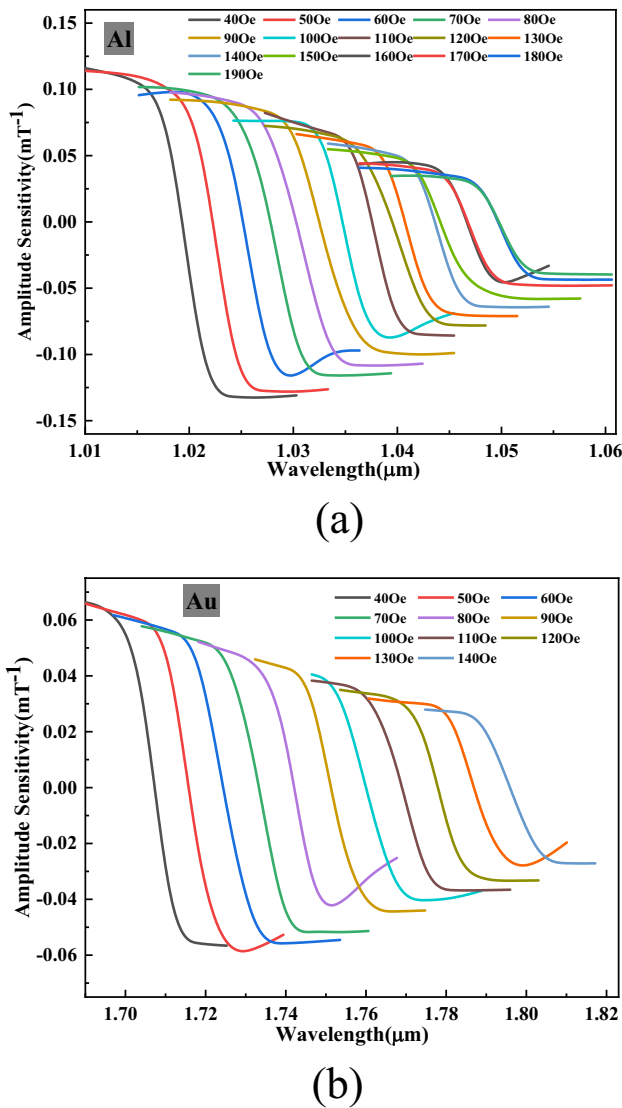 (a)
Al
40Oe 50Oe 60Oe 70Oe 80Oe
90Oe 100Oe 110Oe 120Oe 130Oe
140Oe 150Oe 160Oe 170Oe 180Oe
190Oe
Amplitude Sensitivity(mT⁻¹)
0.15
0.10
0.05
0.00
-0.05
-0.10
-0.15
1.01 1.02 1.03 1.04 1.05 1.06
Wavelength(μm)
(a)
Au
40Oe 50Oe 60Oe
70Oe 80Oe 90Oe
100Oe 110Oe 120Oe
130Oe 140Oe
Amplitude Sensitivity(mT⁻¹)
0.06
0.04
0.02
0.00
-0.02
-0.04
-0.06
1.70 1.72 1.74 1.76 1.78 1.80 1.82
Wavelength(μm)
(b)